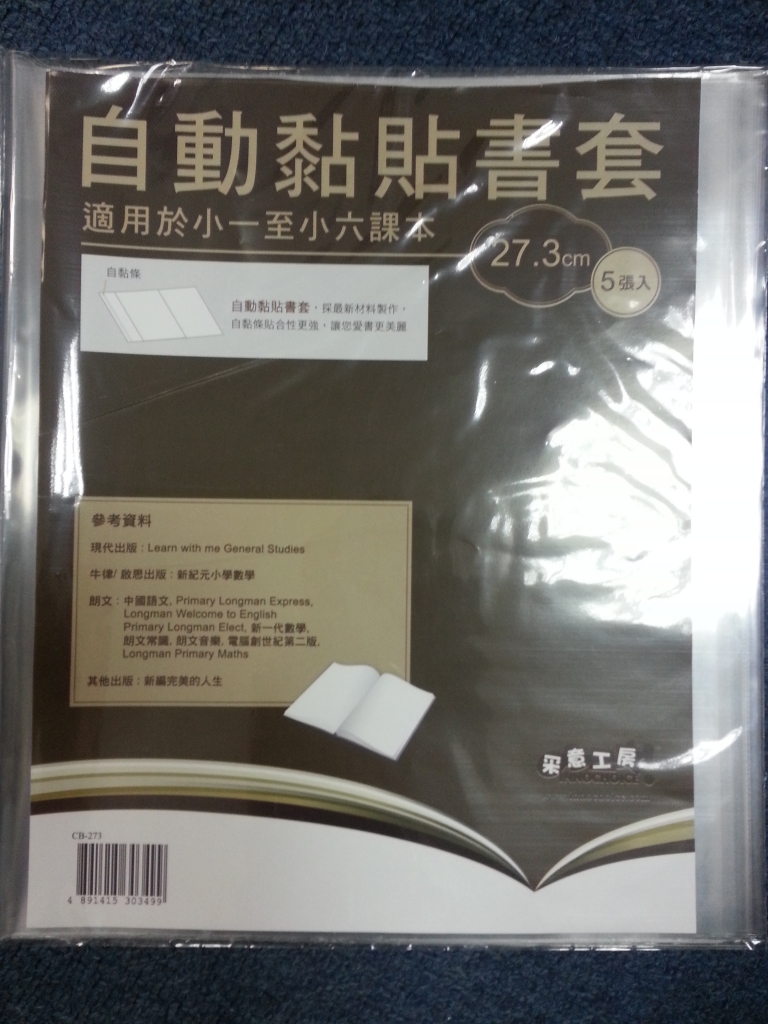 自動黏貼書套
適用於小一至小六課本
27.3cm
5張入
自黏條
自動黏貼書套，採最新材料製作，
自黏條貼合性更強，讓您愛書更美麗
參考資料
現代出版：Learn with me General Studies
牛律/ 啟思出版：新紀元小學數學
朗文：中國語文, Primary Longman Express,
Longman Welcome to English
Primary Longman Elect, 新一代數學,
朗文常識, 朗文音樂, 電腦創世紀第二版,
Longman Primary Maths
其他出版：新編完美的人生
采意工房
CB-273
4 891415 303499